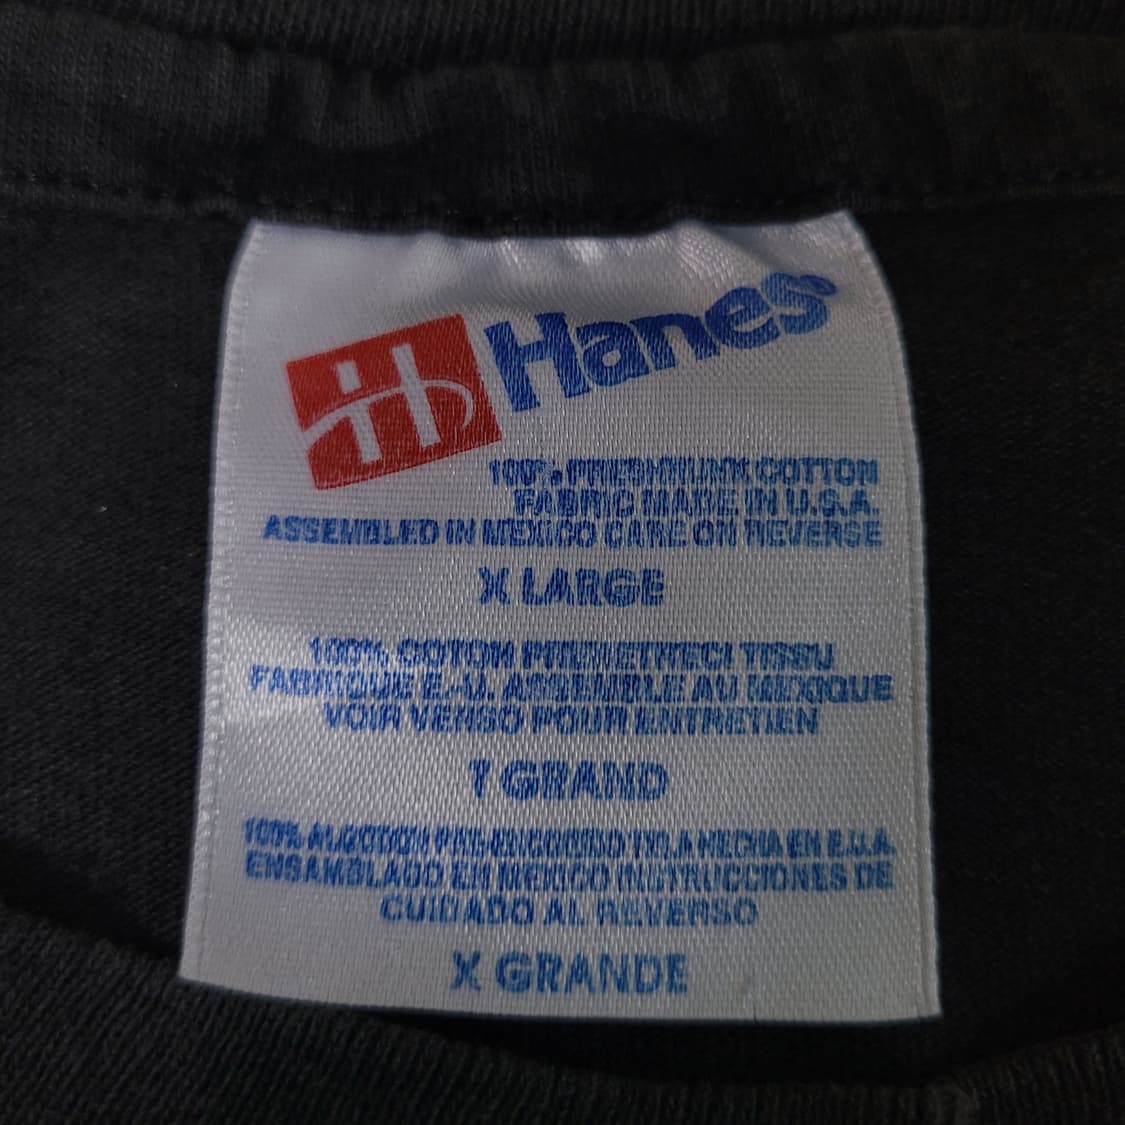 Hanes®
100% PRESHRUNK COTTON
FABRIC MADE IN U.S.A.
ASSEMBLED IN MEXICO CARE ON REVERSE
X LARGE
100% COTON PRERETRECI TISSU
FABRIQUE E.-U. ASSEMBLE AU MEXIQUE
VOIR VENSO POUR ENTRETIEN
T GRAND
100% ALGODON PRE-ENCOGIDO TELA HECHA EN E.U.A.
ENSAMBLADO EN MEXICO INSTRUCCIONES DE
CUIDADO AL REVERSO
X GRANDE